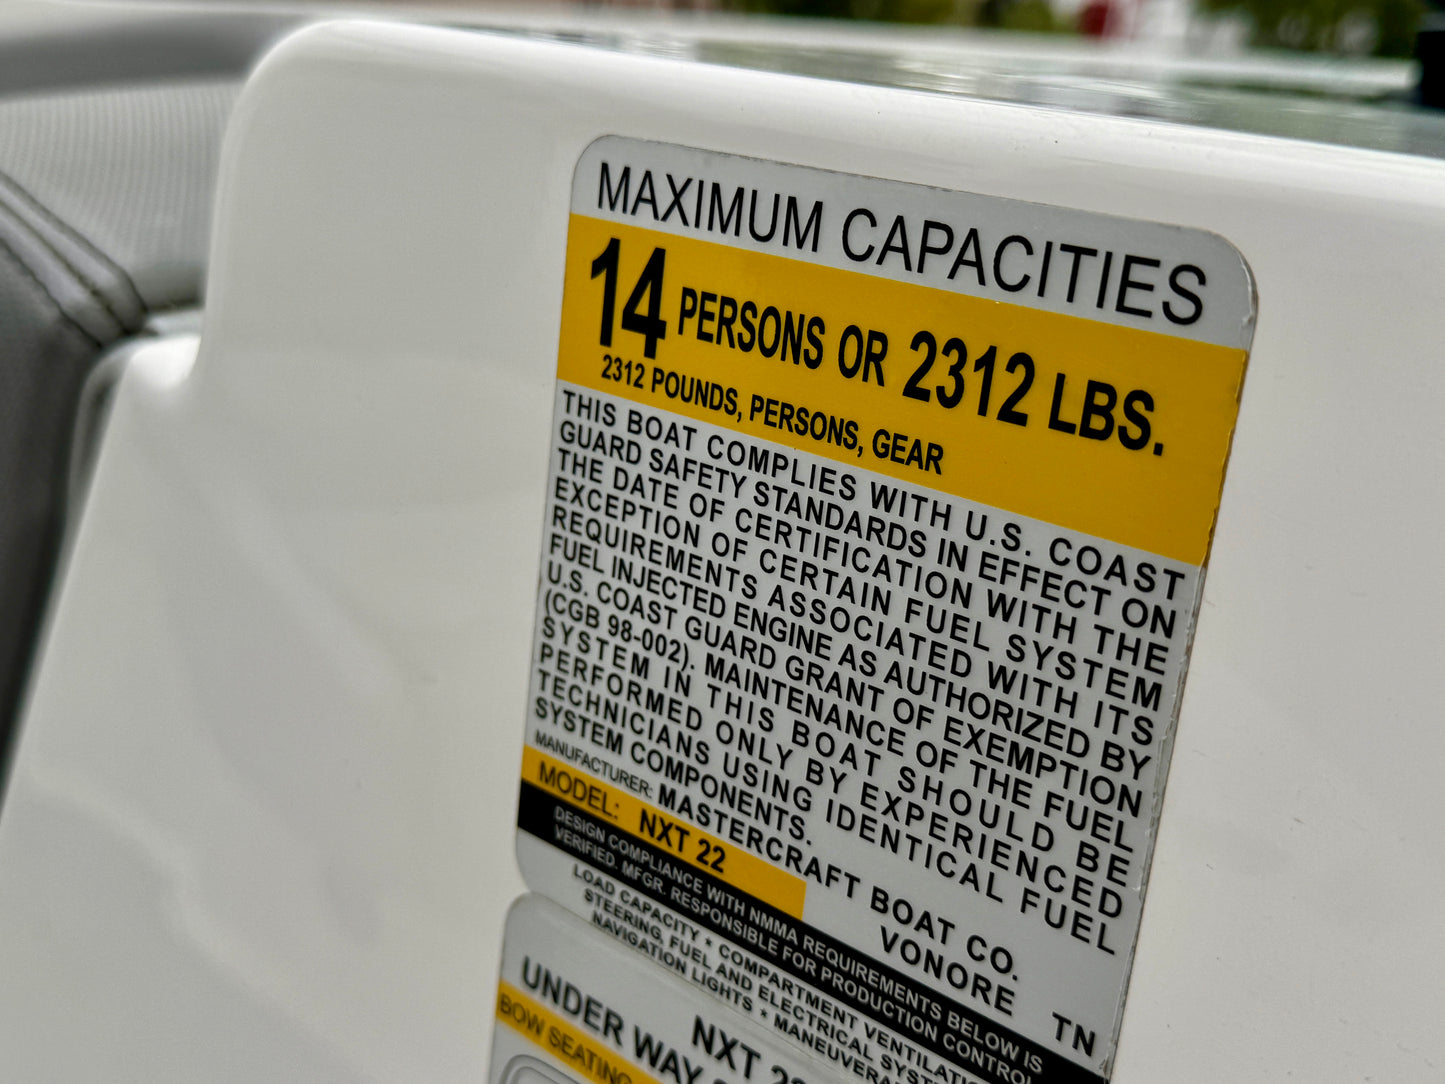 MAXIMUM CAPACITIES
14 PERSONS OR 2312 LBS.
2312 POUNDS, PERSONS, GEAR
THIS BOAT COMPLIES WITH U.S. COAST
GUARD SAFETY STANDARDS IN EFFECT ON
THE DATE OF CERTIFICATION WITH THE
EXCEPTION OF CERTAIN FUEL SYSTEM
REQUIREMENTS ASSOCIATED WITH ITS
FUEL INJECTED ENGINE AS AUTHORIZED BY
U.S. COAST GUARD GRANT OF EXEMPTION
(CGB 98-002). MAINTENANCE OF THE FUEL
SYSTEM IN THIS BOAT SHOULD BE
PERFORMED ONLY BY EXPERIENCED
TECHNICIANS USING IDENTICAL FUEL
SYSTEM COMPONENTS.
MANUFACTURER: MASTERCRAFT BOAT CO.
VONORE TN
MODEL: NXT 22
DESIGN COMPLIANCE WITH NMMA REQUIREMENTS BELOW IS
VERIFIED. MFGR. RESPONSIBLE FOR PRODUCTION CONTROL
LOAD CAPACITY * COMPARTMENT VENTILATI
STEERING, FUEL AND ELECTRICAL SYST
NAVIGATION LIGHTS * MANEUVERA
NXT 22
UNDER WAY
BOW SEATING